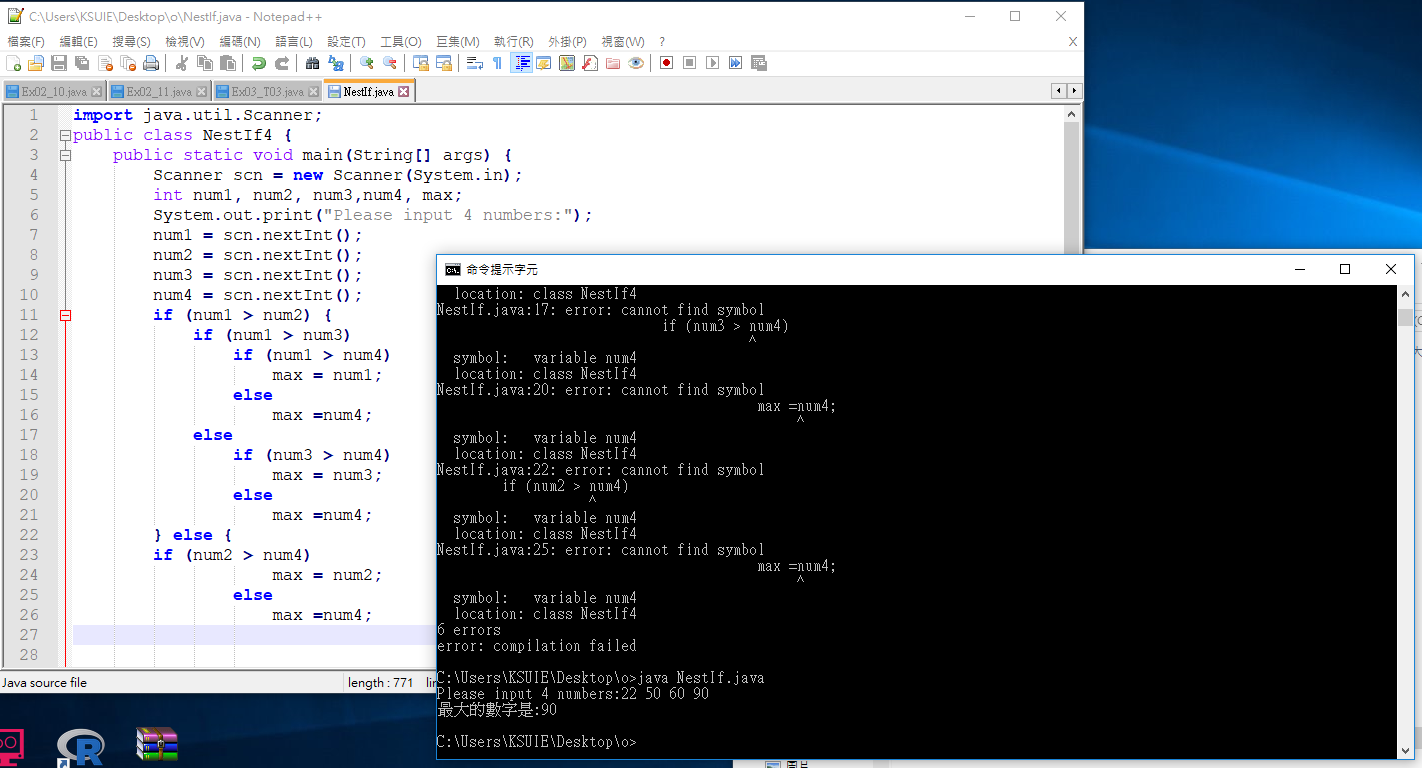 C:\Users\KSUIE\Desktop\o\NestIf.java - Notepad++
檔案(F) 編輯(E) 搜尋(S) 檢視(V) 編碼(N) 語言(L) 設定(T) 工具(O) 巨集(M) 執行(R) 外掛(P) 視窗(W) ? X
Ex02_10.java Ex02_11.java Ex03_T03.java NestIf.java
1 import java.util.Scanner;
2 public class NestIf4 {
3 public static void main(String[] args) {
4 Scanner scn = new Scanner(System.in);
5 int num1, num2, num3,num4, max;
6 System.out.print("Please input 4 numbers:");
7 num1 = scn.nextInt();
8 num2 = scn.nextInt();
9 num3 = scn.nextInt();
10 num4 = scn.nextInt();
11 if (num1 > num2) {
12 if (num1 > num3)
13 if (num1 > num4)
14 max = num1;
15 else
16 max =num4;
17 else
18 if (num3 > num4)
19 max = num3;
20 else
21 max =num4;
22 } else {
23 if (num2 > num4)
24 max = num2;
25 else
26 max =num4;
27
28
Java source file length : 771
命令提示字元
location: class NestIf4
NestIf.java:17: error: cannot find symbol
if (num3 > num4)
^
symbol: variable num4
location: class NestIf4
NestIf.java:20: error: cannot find symbol
max =num4;
^
symbol: variable num4
location: class NestIf4
NestIf.java:22: error: cannot find symbol
if (num2 > num4)
^
symbol: variable num4
location: class NestIf4
NestIf.java:25: error: cannot find symbol
max =num4;
^
symbol: variable num4
location: class NestIf4
6 errors
error: compilation failed
C:\Users\KSUIE\Desktop\o>java NestIf.java
Please input 4 numbers:22 50 60 90
最大的數字是:90
C:\Users\KSUIE\Desktop\o>
R